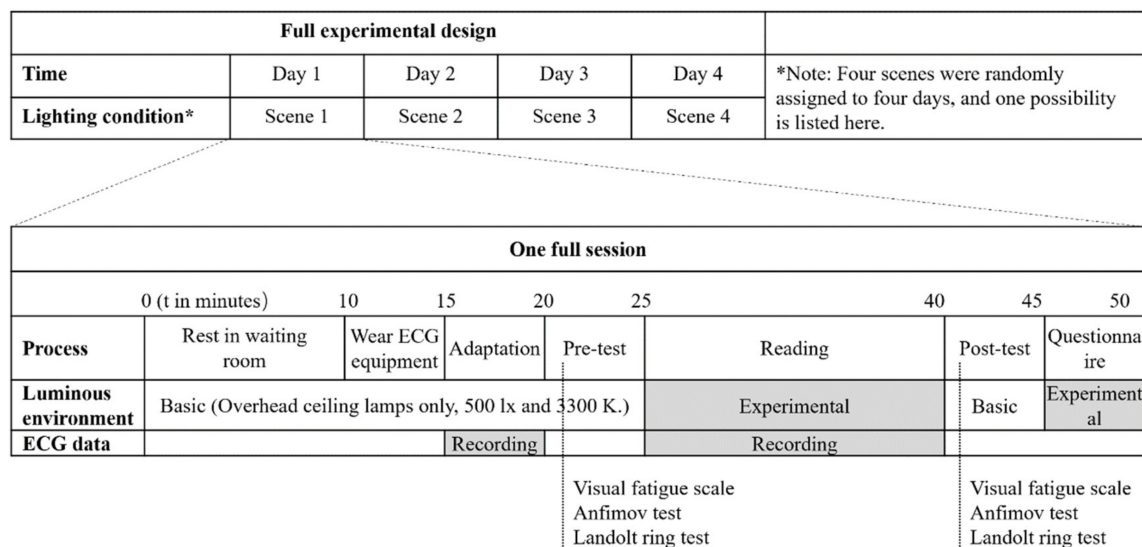 Full experimental design
Time Day 1 Day 2 Day 3 Day 4
Lighting condition* Scene 1 Scene 2 Scene 3 Scene 4
*Note: Four scenes were randomly
assigned to four days, and one possibility
is listed here.
One full session
0 (t in minutes) 10 15 20 25 40 45 50
Process
Rest in waiting
room
Wear ECG
equipment
Adaptation
Pre-test
Reading
Post-test
Questionna
ire
Luminous
environment
Basic (Overhead ceiling lamps only, 500 lx and 3300 K.)
Experimental
Basic
Experiment
al
ECG data
Recording
Recording
Visual fatigue scale
Anfimov test
Landolt ring test
Visual fatigue scale
Anfimov test
Landolt ring test